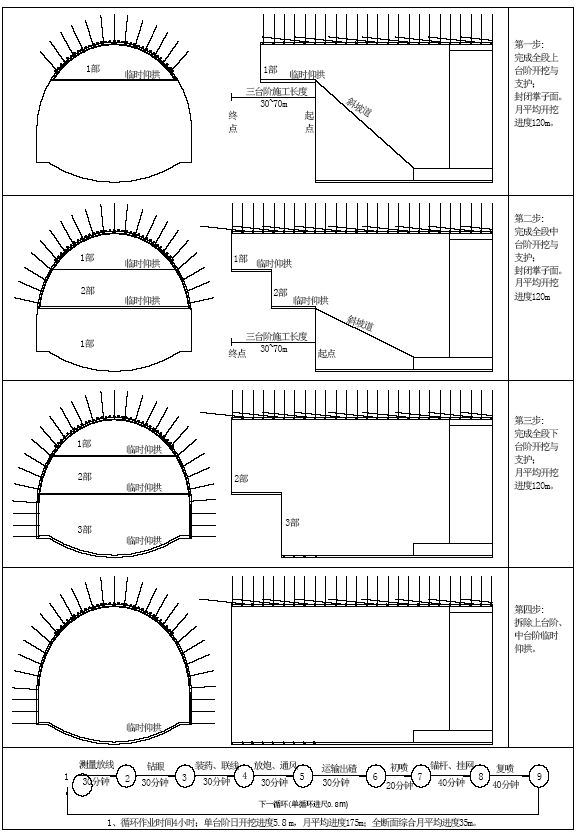 1部
临时仰拱
1部
临时仰拱
三台阶施工长度
30~70m
终点
起点
斜坡道
第一步:
完成全段上
台阶开挖与
支护;
封闭掌子面。
月平均开挖
进度120m。
1部
临时仰拱
2部
临时仰拱
1部
1部
临时仰拱
2部
临时仰拱
斜坡道
三台阶施工长度
30~70m
终点
起点
第二步:
完成全段中
台阶开挖与
支护;
封闭掌子面。
月平均开挖
进度120m
1部
临时仰拱
2部
临时仰拱
3部
临时仰拱
2部
3部
第三步:
完成全段下
台阶开挖与
支护;
月平均开挖
进度120m。
临时仰拱
第四步:
拆除上台阶、
中台阶临时
仰拱。
测量放线 钻眼 装药、联线 放炮、通风 运输出碴 初喷 锚杆、挂网 复喷
1 2 3 4 5 6 7 8 9
30分钟 30分钟 30分钟 30分钟 30分钟 20分钟 40分钟 40分钟
下一循环(单循环进尺0.8m)
1、循环作业时间4小时; 单台阶日开挖进度5.8 m, 月平均进度175m; 全断面综合月平均进度35m。